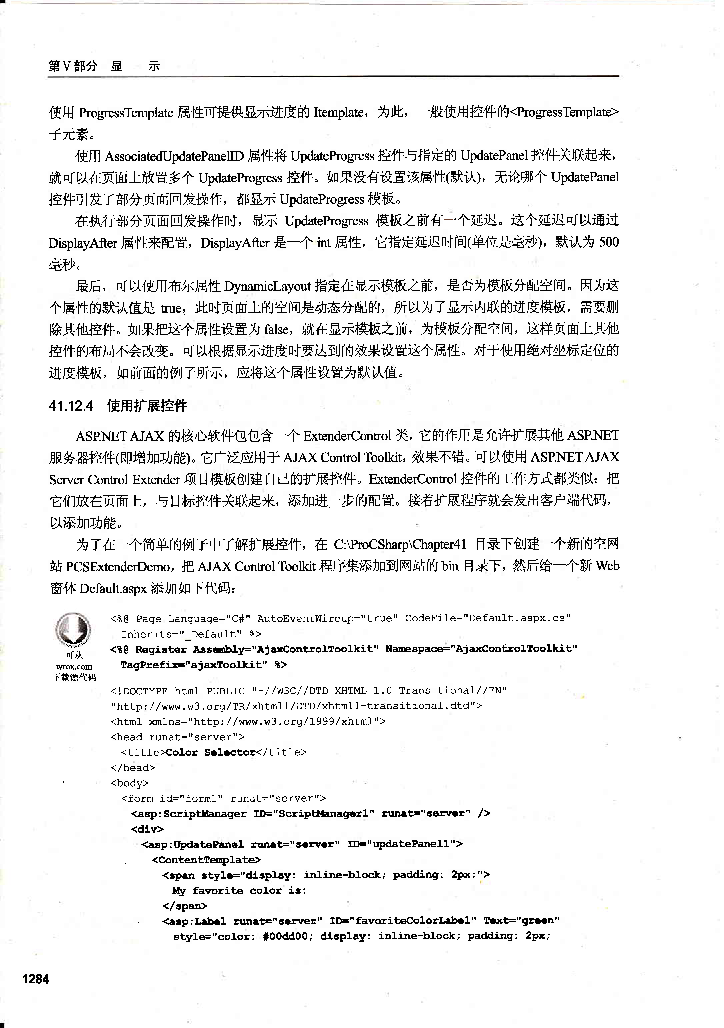 第 V 部分 显 示
使用 ProgressTemplate 属性可提供显示进度的 Itemplate，为此，一般使用控件的<ProgressTemplate>
子元素。
使用 AssociatedUpdatePanelID 属性将 UpdateProgress 控件与指定的 UpdatePanel 控件关联起来，
就可以在页面上放置多个 UpdateProgress 控件。如果没有设置该属性(默认)，无论哪个 UpdatePanel
控件引发了部分页面回发操作，都显示 UpdateProgress 模板。
在执行部分页面回发操作时，显示 UpdateProgress 模板之前有一个延迟。这个延迟可以通过
DisplayAfter 属性来配置，DisplayAfter 是一个 int 属性，它指定延迟时间(单位是毫秒)，默认为 500
毫秒。
最后，可以使用布尔属性 DynamicLayout 指定在显示模板之前，是否为模板分配空间。因为这
个属性的默认值是 true，此时页面上的空间是动态分配的，所以为了显示内联的进度模板，需要删
除其他控件。如果把这个属性设置为 false，就在显示模板之前，为模板分配空间，这样页面上其他
控件的布局不会改变。可以根据显示进度时要达到的效果设置这个属性。对于使用绝对坐标定位的
进度模板，如前面的例子所示，应将这个属性设置为默认值。
41.12.4 使用扩展控件
ASP.NET AJAX 的核心软件包包含一个 ExtenderControl 类，它的作用是允许扩展其他 ASP.NET
服务器控件(即增加功能)。它广泛应用于 AJAX Control Toolkit，效果不错。可以使用 ASP.NET AJAX
Server Control Extender 项目模板创建自己的扩展控件。ExtenderControl 控件的工作方式都类似：把
它们放在页面上，与目标控件关联起来，添加进一步的配置。接着扩展程序就会发出客户端代码，
以添加功能。
为了在一个简单的例子中了解扩展控件，在 C:\ProCSharp\Chapter41 目录下创建一个新的空网
站 PCSExtenderDemo，把 AJAX Control Toolkit 程序集添加到网站的 bin 目录下，然后给一个新 Web
窗体 Default.aspx 添加如下代码：
可从
wrox.com
下载源代码
<%@ Page Language="C#" AutoEventWireup="true" CodeFile="Default.aspx.cs"
Inherits="_Default" %>
<%@ Register Assembly="AjaxControlToolkit" Namespace="AjaxControlToolkit"
TagPrefix="ajaxToolkit" %>
<!DOCTYPE html PUBLIC "-//W3C//DTD XHTML 1.0 Transitional//EN"
"http://www.w3.org/TR/xhtml1/DTD/xhtml1-transitional.dtd">
<html xmlns="http://www.w3.org/1999/xhtml">
<head runat="server">
<title>Color Selector</title>
</head>
<body>
<form id="form1" runat="server">
<asp:ScriptManager ID="ScriptManager1" runat="server" />
<div>
<asp:UpdatePanel runat="server" ID="updatePanel1">
<ContentTemplate>
<span style="display: inline-block; padding: 2px;">
My favorite color is:
</span>
<asp:Label runat="server" ID="favoriteColorLabel" Text="green"
style="color: #00dd00; display: inline-block; padding: 2px;
1284